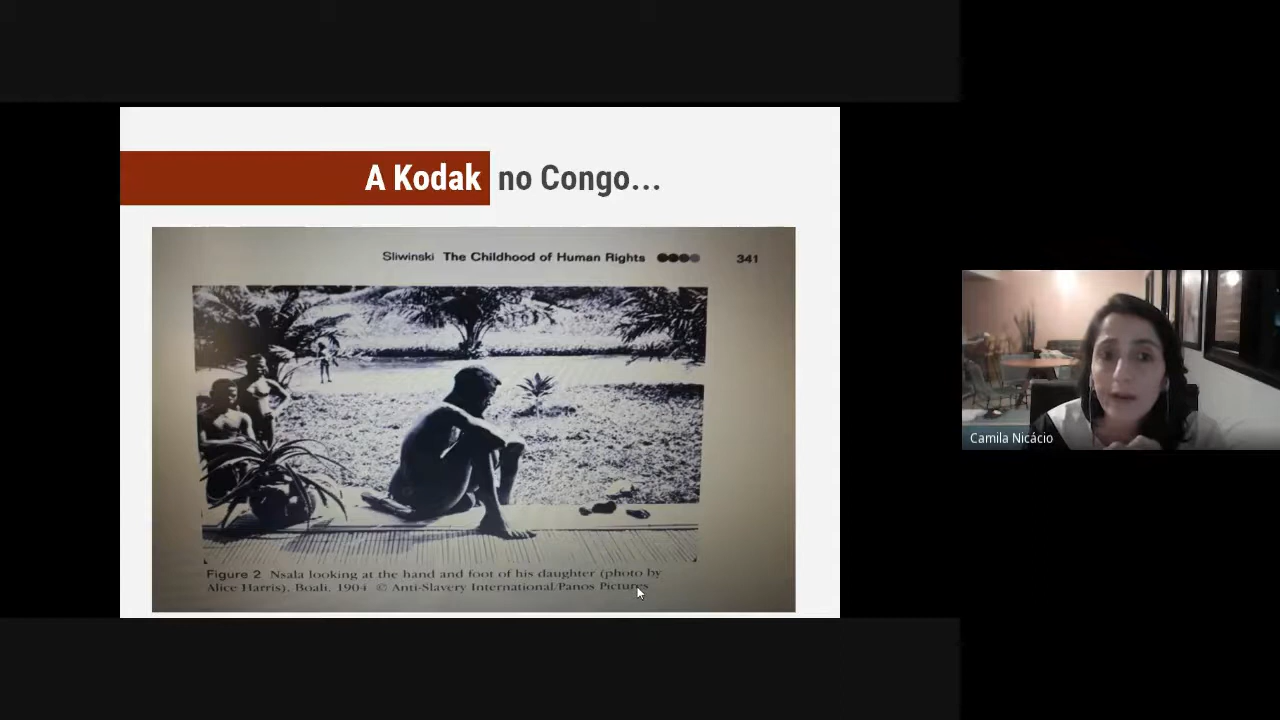 A Kodak no Congo...
Sliwinski The Childhood of Human Rights 341
Figure 2 Nsala looking at the hand and foot of his daughter (photo by
Alice Harris), Boali, 1904 © Anti-Slavery International/Panos Pictures
Camila Nicácio